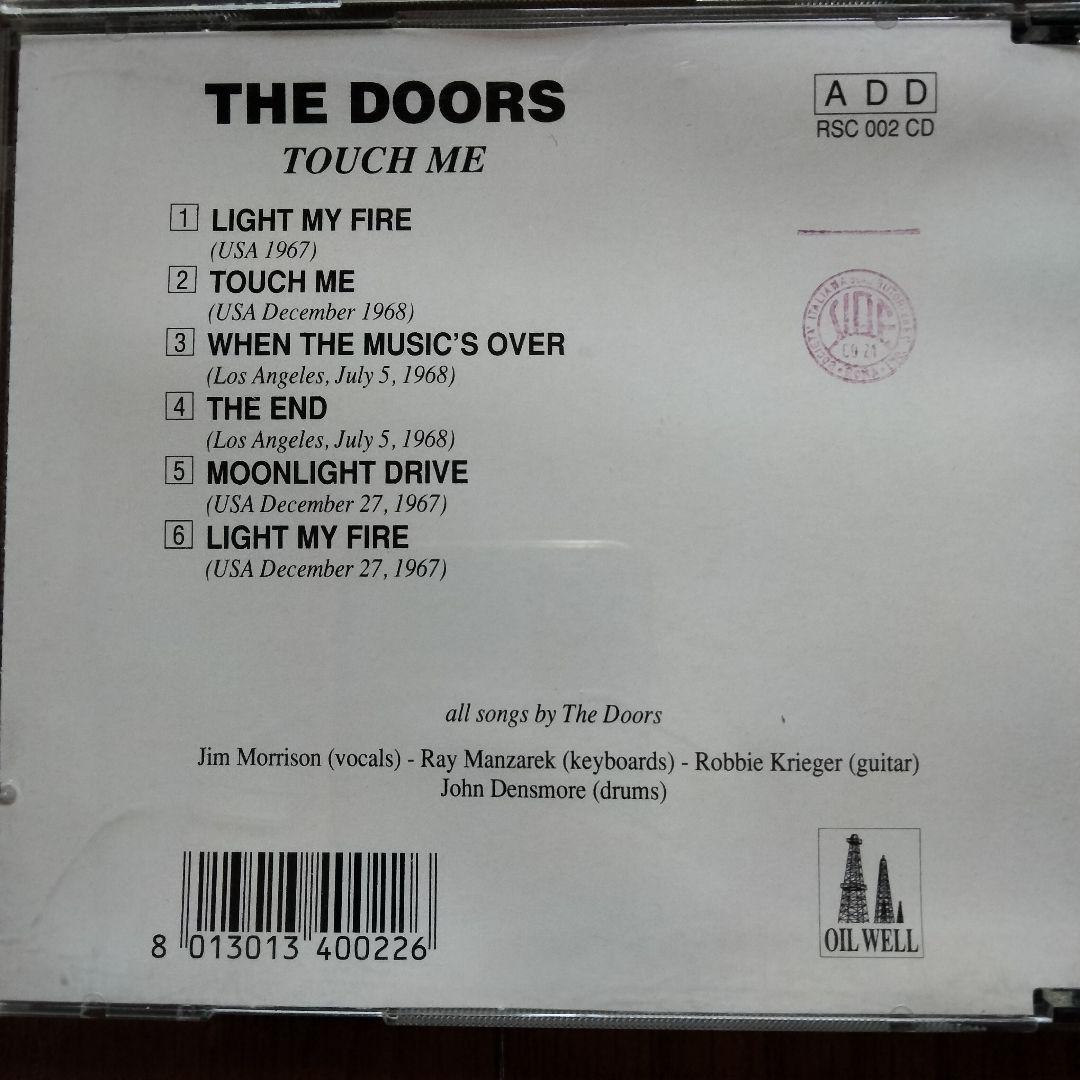 THE DOORS
TOUCH ME
A D D
RSC 002 CD
1 LIGHT MY FIRE
(USA 1967)
2 TOUCH ME
(USA December 1968)
3 WHEN THE MUSIC'S OVER
(Los Angeles, July 5, 1968)
4 THE END
(Los Angeles, July 5, 1968)
5 MOONLIGHT DRIVE
(USA December 27, 1967)
6 LIGHT MY FIRE
(USA December 27, 1967)
SOCIETA' ITALIANA
ROMA
all songs by The Doors
Jim Morrison (vocals) - Ray Manzarek (keyboards) - Robbie Krieger (guitar)
John Densmore (drums)
8 013013 400226
OIL WELL